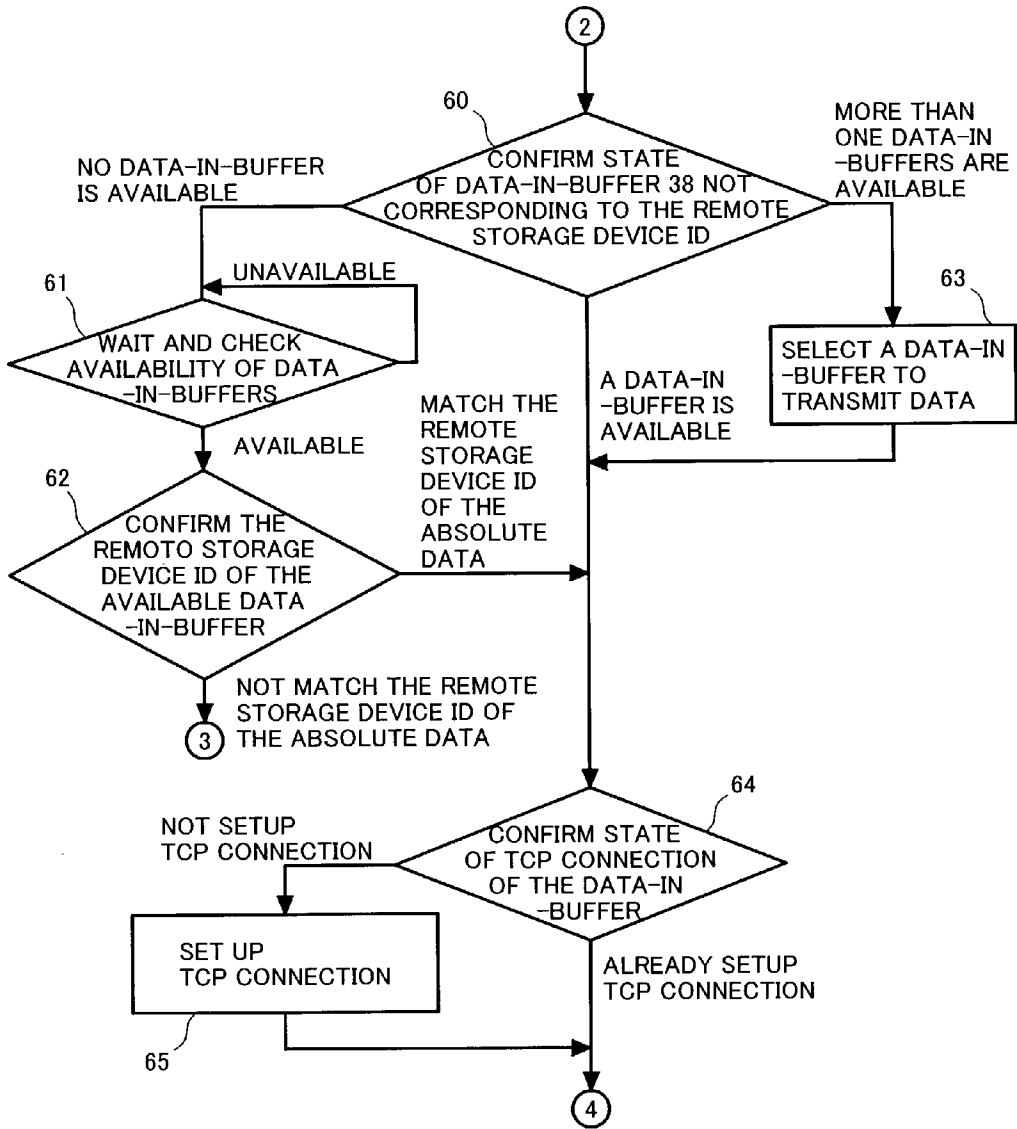 2
60
CONFIRM STATE
OF DATA-IN-BUFFER 38 NOT
CORRESPONDING TO THE REMOTE
STORAGE DEVICE ID
NO DATA-IN-BUFFER
IS AVAILABLE
MORE THAN
ONE DATA-IN
-BUFFERS ARE
AVAILABLE
UNAVAILABLE
61
WAIT AND CHECK
AVAILABILITY OF DATA
-IN-BUFFERS
63
SELECT A DATA-IN
-BUFFER TO
TRANSMIT DATA
A DATA-IN
-BUFFER IS
AVAILABLE
AVAILABLE
MATCH THE
REMOTE
STORAGE
DEVICE ID
OF THE
ABSOLUTE
DATA
62
CONFIRM THE
REMOTO STORAGE
DEVICE ID OF THE
AVAILABLE DATA
-IN-BUFFER
NOT MATCH THE REMOTE
STORAGE DEVICE ID OF
THE ABSOLUTE DATA
3
64
CONFIRM STATE
OF TCP CONNECTION
OF THE DATA-IN
-BUFFER
NOT SETUP
TCP CONNECTION
SET UP
TCP CONNECTION
65
ALREADY SETUP
TCP CONNECTION
4